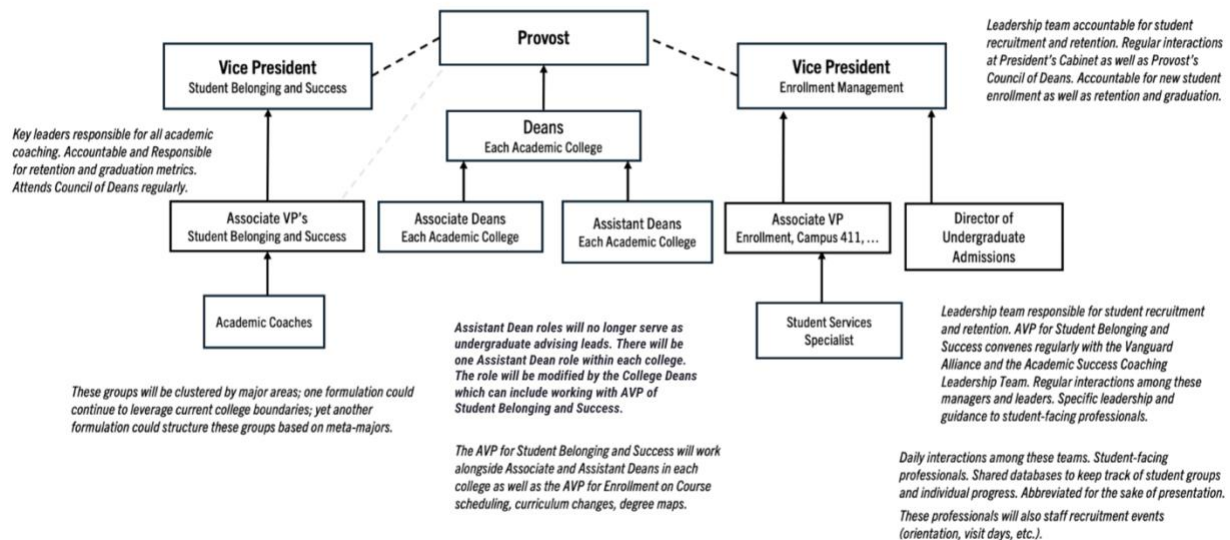 Provost
Vice President
Student Belonging and Success
Vice President
Enrollment Management
Leadership team accountable for student
recruitment and retention. Regular interactions
at President's Cabinet as well as Provost's
Council of Deans. Accountable for new student
enrollment as well as retention and graduation.
Key leaders responsible for all academic
coaching. Accountable and Responsible
for retention and graduation metrics.
Attends Council of Deans regularly.
Deans
Each Academic College
Associate VP's
Student Belonging and Success
Associate Deans
Each Academic College
Assistant Deans
Each Academic College
Associate VP
Enrollment, Campus 411, ...
Director of
Undergraduate
Admissions
Academic Coaches
Student Services
Specialist
Assistant Dean roles will no longer serve as
undergraduate advising leads. There will be
one Assistant Dean role within each college.
The role will be modified by the College Deans
which can include working with AVP of
Student Belonging and Success.
Leadership team responsible for student recruitment
and retention. AVP for Student Belonging and
Success convenes regularly with the Vanguard
Alliance and the Academic Success Coaching
Leadership Team. Regular interactions among these
managers and leaders. Specific leadership and
guidance to student-facing professionals.
These groups will be clustered by major areas; one formulation could
continue to leverage current college boundaries; yet another
formulation could structure these groups based on meta-majors.
The AVP for Student Belonging and Success will work
alongside Associate and Assistant Deans in each
college as well as the AVP for Enrollment on Course
scheduling, curriculum changes, degree maps.
Daily interactions among these teams. Student-facing
professionals. Shared databases to keep track of student groups
and individual progress. Abbreviated for the sake of presentation.
These professionals will also staff recruitment events
(orientation, visit days, etc.).